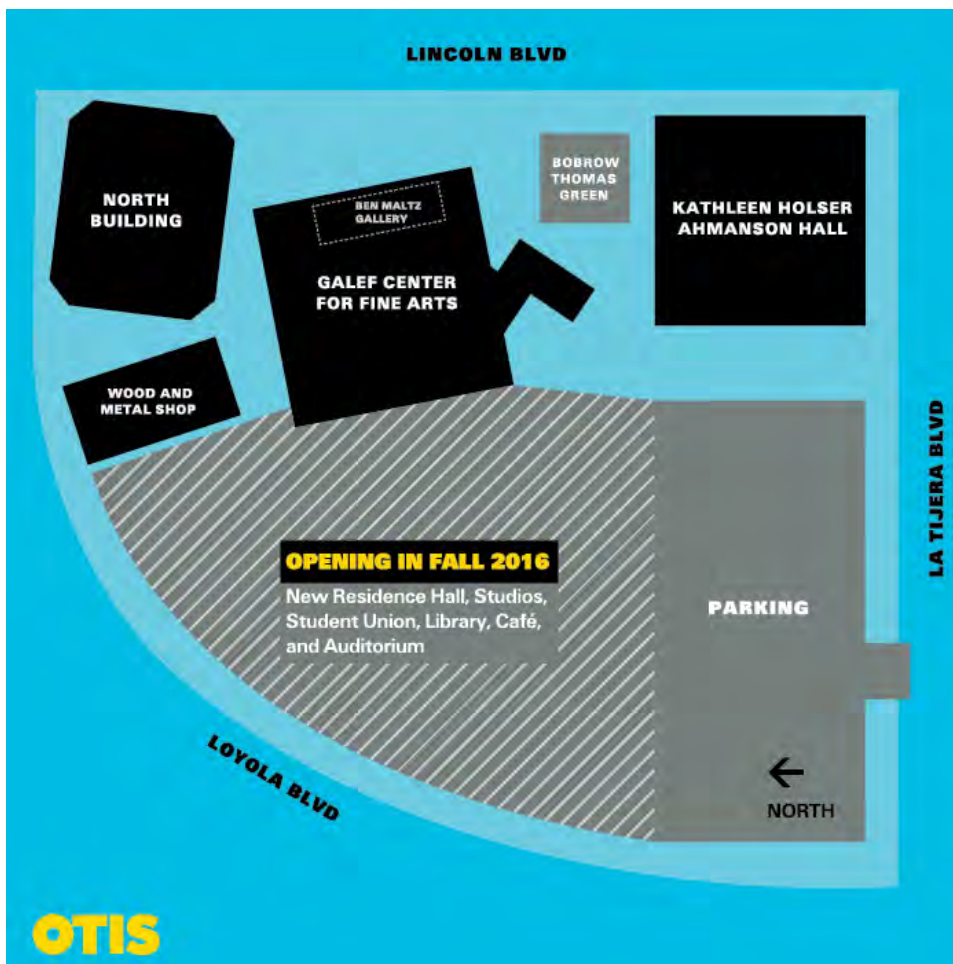 LINCOLN BLVD
NORTH
BUILDING
BEN MALTZ
GALLERY
GALEF CENTER
FOR FINE ARTS
BOBROW
THOMAS
GREEN
KATHLEEN HOLSER
AHMANSON HALL
WOOD AND
METAL SHOP
LA TIJERA BLVD
OPENING IN FALL 2016
New Residence Hall, Studios,
Student Union, Library, Café,
and Auditorium
PARKING
LOYOLA BLVD
NORTH
OTIS